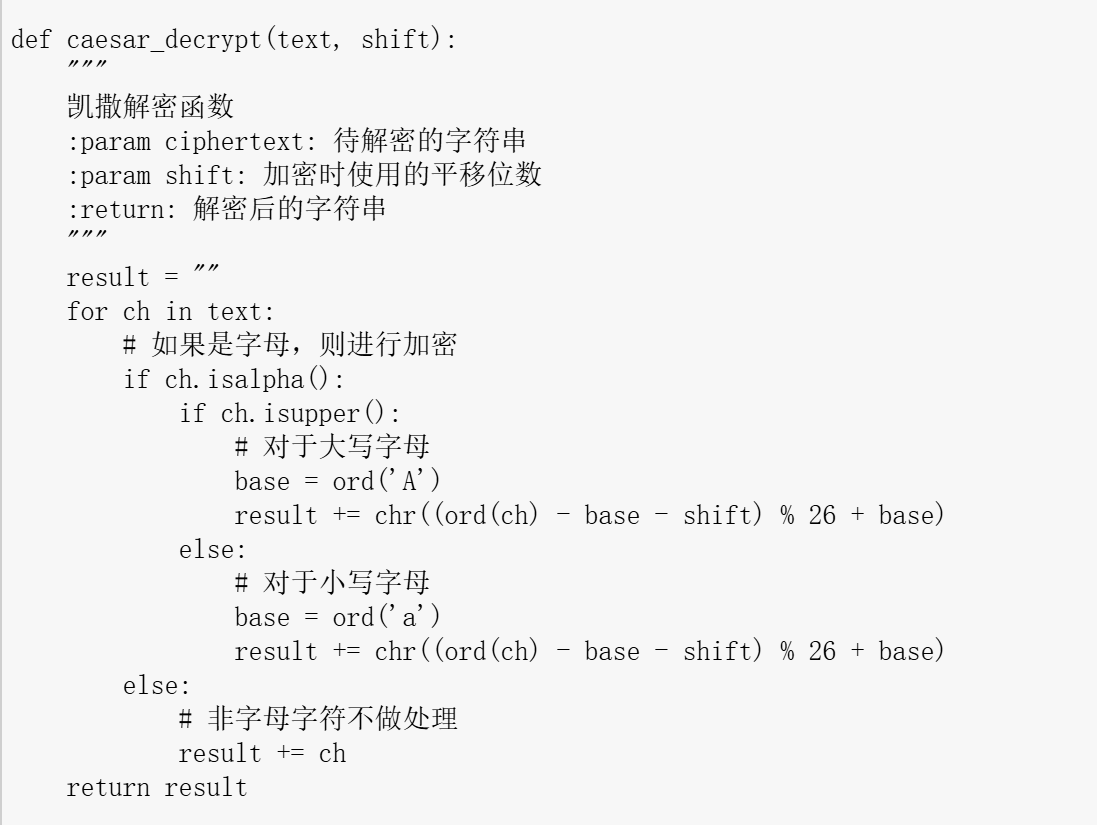 def caesar_decrypt(text, shift):
    """
    凯撒解密函数
    :param ciphertext: 待解密的字符串
    :param shift: 加密时使用的平移位数
    :return: 解密后的字符串
    """
    result = ""
    for ch in text:
        # 如果是字母，则进行加密
        if ch.isalpha():
            if ch.isupper():
                # 对于大写字母
                base = ord('A')
                result += chr((ord(ch) - base - shift) % 26 + base)
            else:
                # 对于小写字母
                base = ord('a')
                result += chr((ord(ch) - base - shift) % 26 + base)
        else:
            # 非字母字符不做处理
            result += ch
    return result